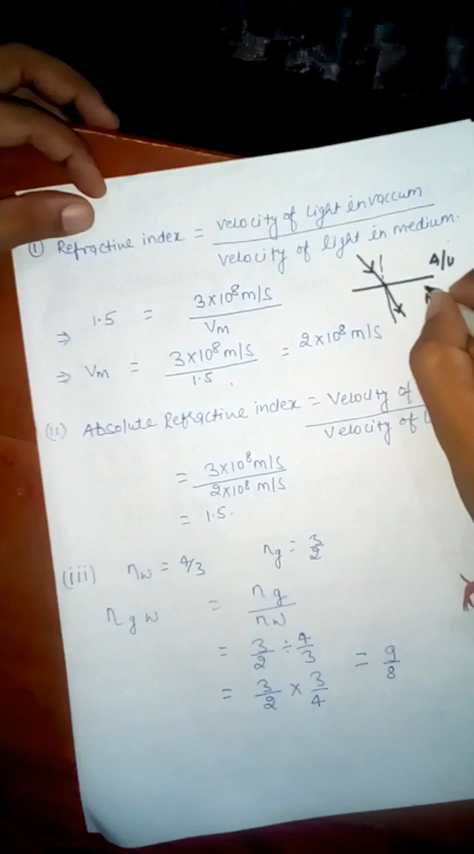 (i) Refractive index = velocity of light in vaccum / velocity of light in medium.
A/V
⇒ 1.5 = 3×10⁸ m/s / Vm
⇒ Vm = 3×10⁸ m/s / 1.5. = 2×10⁸ m/s
(ii) Absolute Refractive index = Velocity of / Velocity of
= 3×10⁸ m/s / 2×10⁸ m/s
= 1.5.
(iii) nw = 4/3 ng = 3/2
ngw = ng / nw
= 3/2 ÷ 4/3 = 9/8
= 3/2 × 3/4